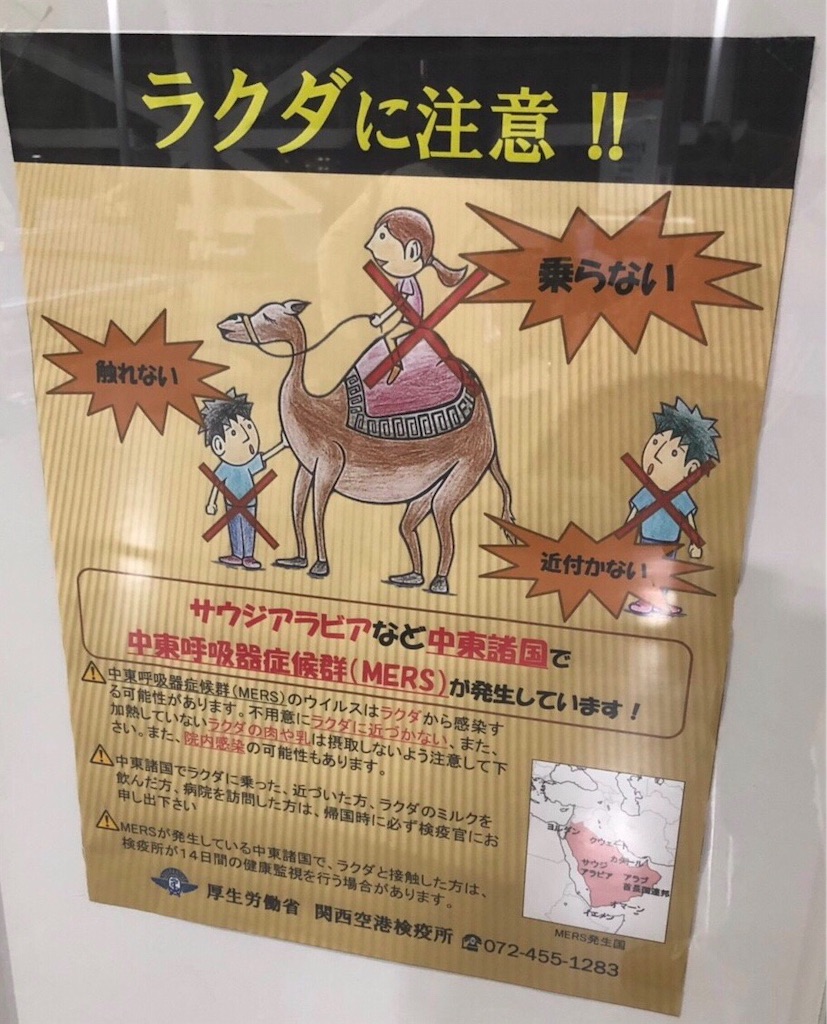 ラクダに注意!!
乗らない
触れない
近付かない
サウジアラビアなど中東諸国で
中東呼吸器症候群(MERS)が発生しています!
中東呼吸器症候群(MERS)のウイルスはラクダから感染す
る可能性があります。不用意にラクダに近づかない、また、
加熱していないラクダの肉や乳は摂取しないよう注意して下
さい。また、院内感染の可能性もあります。
中東諸国でラクダに乗った、近づいた方、ラクダのミルクを
飲んだ方、病院を訪問した方は、帰国時に必ず検疫官にお
申し出下さい
MERSが発生している中東諸国で、ラクダと接触した方は、
検疫所が14日間の健康監視を行う場合があります。
ヨルダン
クウェート
カタール
サウジ
アラビア
アラブ
首長国連邦
オマーン
イエメン
MERS発生国
厚生労働省 関西空港検疫所 ☎072-455-1283